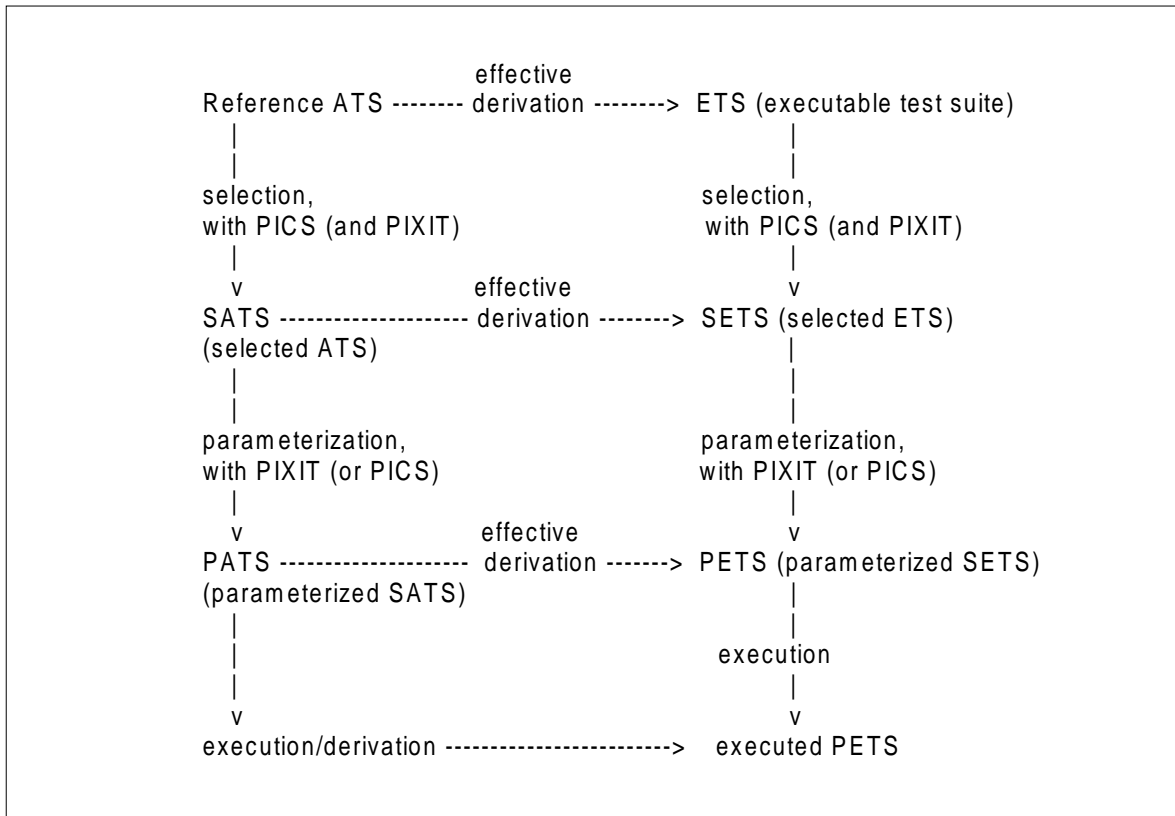 effective
Reference ATS -------- derivation --------> ETS (executable test suite)
| |
| |
selection, selection,
with PICS (and PIXIT) with PICS (and PIXIT)
| |
v effective v
SATS --------------------- derivation --------> SETS (selected ETS)
(selected ATS) |
| |
| |
parameterization, parameterization,
with PIXIT (or PICS) with PIXIT (or PICS)
| |
v effective v
PATS --------------------- derivation -------> PETS (parameterized SETS)
(parameterized SATS) |
| |
| execution
| |
v v
execution/derivation -------------------------> executed PETS